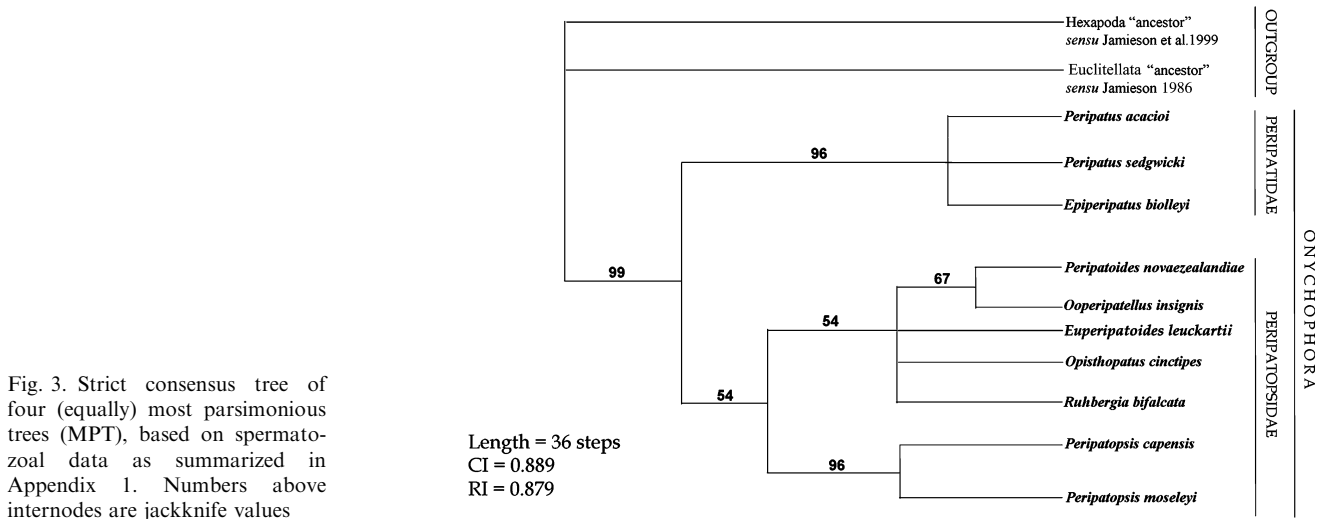 Hexapoda “ancestor”
sensu Jamieson et al.1999
Euclitellata “ancestor”
sensu Jamieson 1986
OUTGROUP
Peripatus acacioi
96
Peripatus sedgwicki
Epiperipatus biolleyi
PERIPATIDAE
ONYCHOPHORA
99
Peripatoides novaezealandiae
67
Ooperipatellus insignis
54
Euperipatoides leuckartii
Opisthopatus cinctipes
54
Ruhbergia bifalcata
PERIPATOPSIDAE
Peripatopsis capensis
96
Peripatopsis moseleyi
Length = 36 steps
CI = 0.889
RI = 0.879
Fig. 3. Strict consensus tree of
four (equally) most parsimonious
trees (MPT), based on spermato-
zoal data as summarized in
Appendix 1. Numbers above
internodes are jackknife values